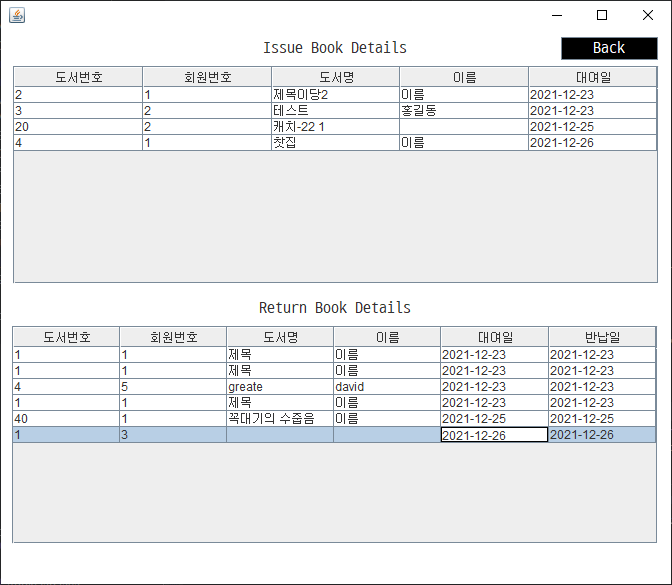 Issue Book Details
Back
도서번호 회원번호 도서명 이름 대여일
2 1 제목이당2 이름 2021-12-23
3 2 테스트 홍길동 2021-12-23
20 2 캐치-22 1 2021-12-25
4 1 찻집 이름 2021-12-26
Return Book Details
도서번호 회원번호 도서명 이름 대여일 반납일
1 1 제목 이름 2021-12-23 2021-12-23
1 1 제목 이름 2021-12-23 2021-12-23
4 5 greate david 2021-12-23 2021-12-23
1 1 제목 이름 2021-12-23 2021-12-23
40 1 꼭대기의 수줍음 이름 2021-12-25 2021-12-25
1 3 2021-12-26 2021-12-26